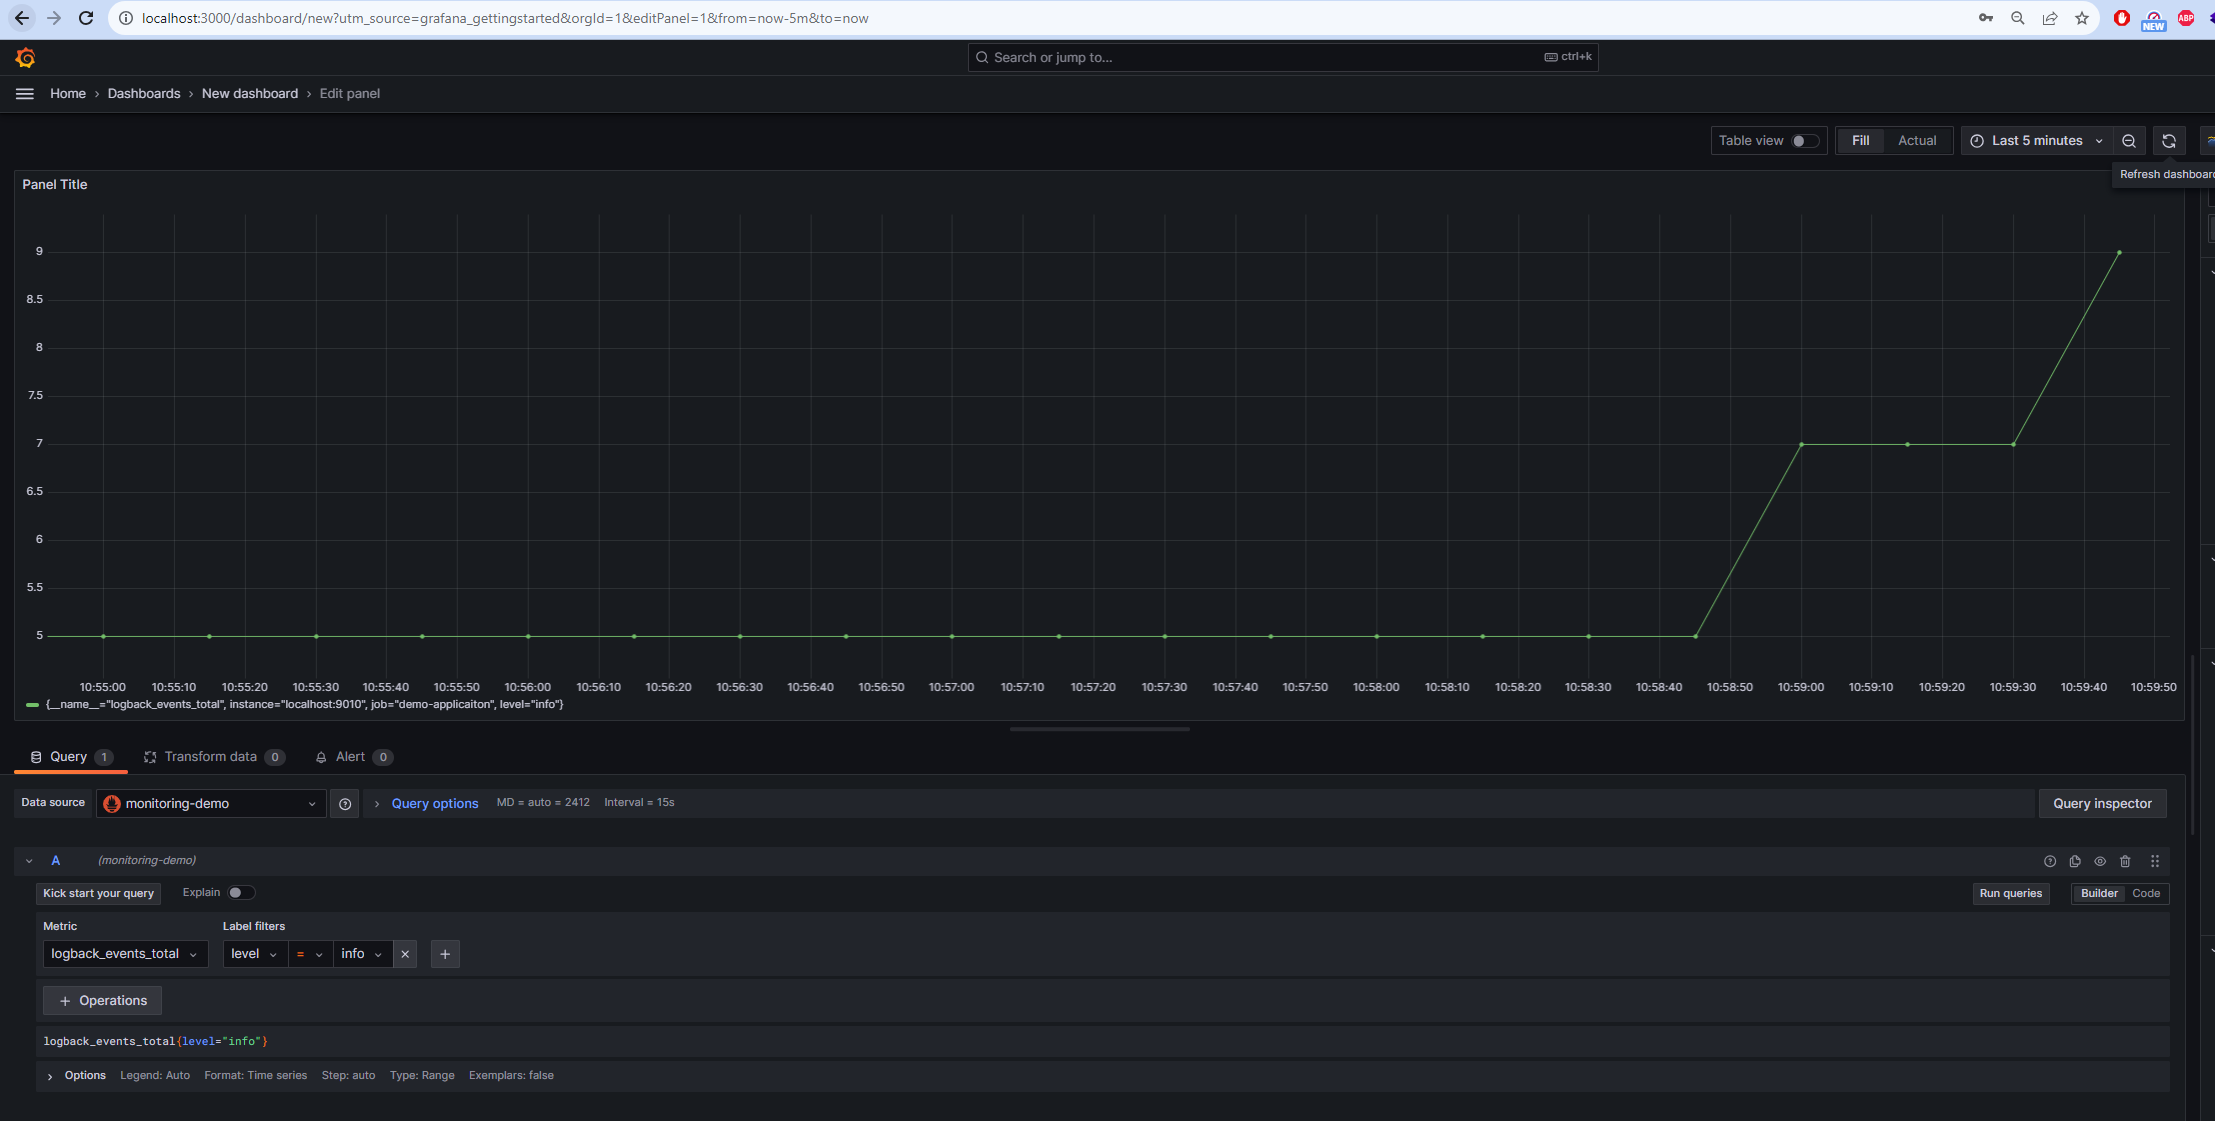 localhost:3000/dashboard/new?utm_source=grafana_gettingstarted&orgId=1&editPanel=1&from=now-5m&to=now
NEW
ABP
Search or jump to...
ctrl+k
Home › Dashboards › New dashboard › Edit panel
Table view
Fill
Actual
Last 5 minutes
Refresh dashboard
Panel Title
9
8.5
8
7.5
7
6.5
6
5.5
5
10:55:00 10:55:10 10:55:20 10:55:30 10:55:40 10:55:50 10:56:00 10:56:10 10:56:20 10:56:30 10:56:40 10:56:50 10:57:00 10:57:10 10:57:20 10:57:30 10:57:40 10:57:50 10:58:00 10:58:10 10:58:20 10:58:30 10:58:40 10:58:50 10:59:00 10:59:10 10:59:20 10:59:30 10:59:40 10:59:50
{__name__="logback_events_total", instance="localhost:9010", job="demo-applicaiton", level="info"}
Query 1
Transform data 0
Alert 0
Data source
monitoring-demo
Query options
MD = auto = 2412
Interval = 15s
Query inspector
A
(monitoring-demo)
Kick start your query
Explain
Run queries
Builder
Code
Metric
Label filters
logback_events_total
level
=
info
+ Operations
logback_events_total{level="info"}
Options
Legend: Auto
Format: Time series
Step: auto
Type: Range
Exemplars: false